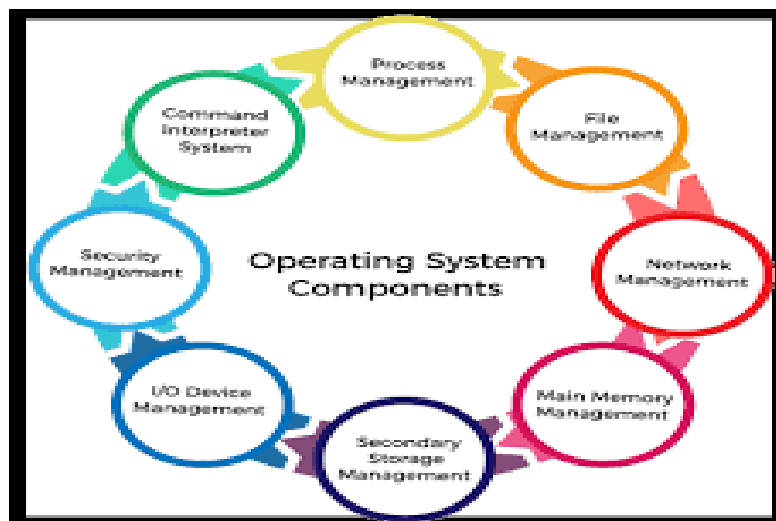 Process
Management
File
Management
Network
Management
Main Memory
Management
Secondary
Storage
Management
I/O Device
Management
Security
Management
Command
Interpreter
System
Operating System
Components